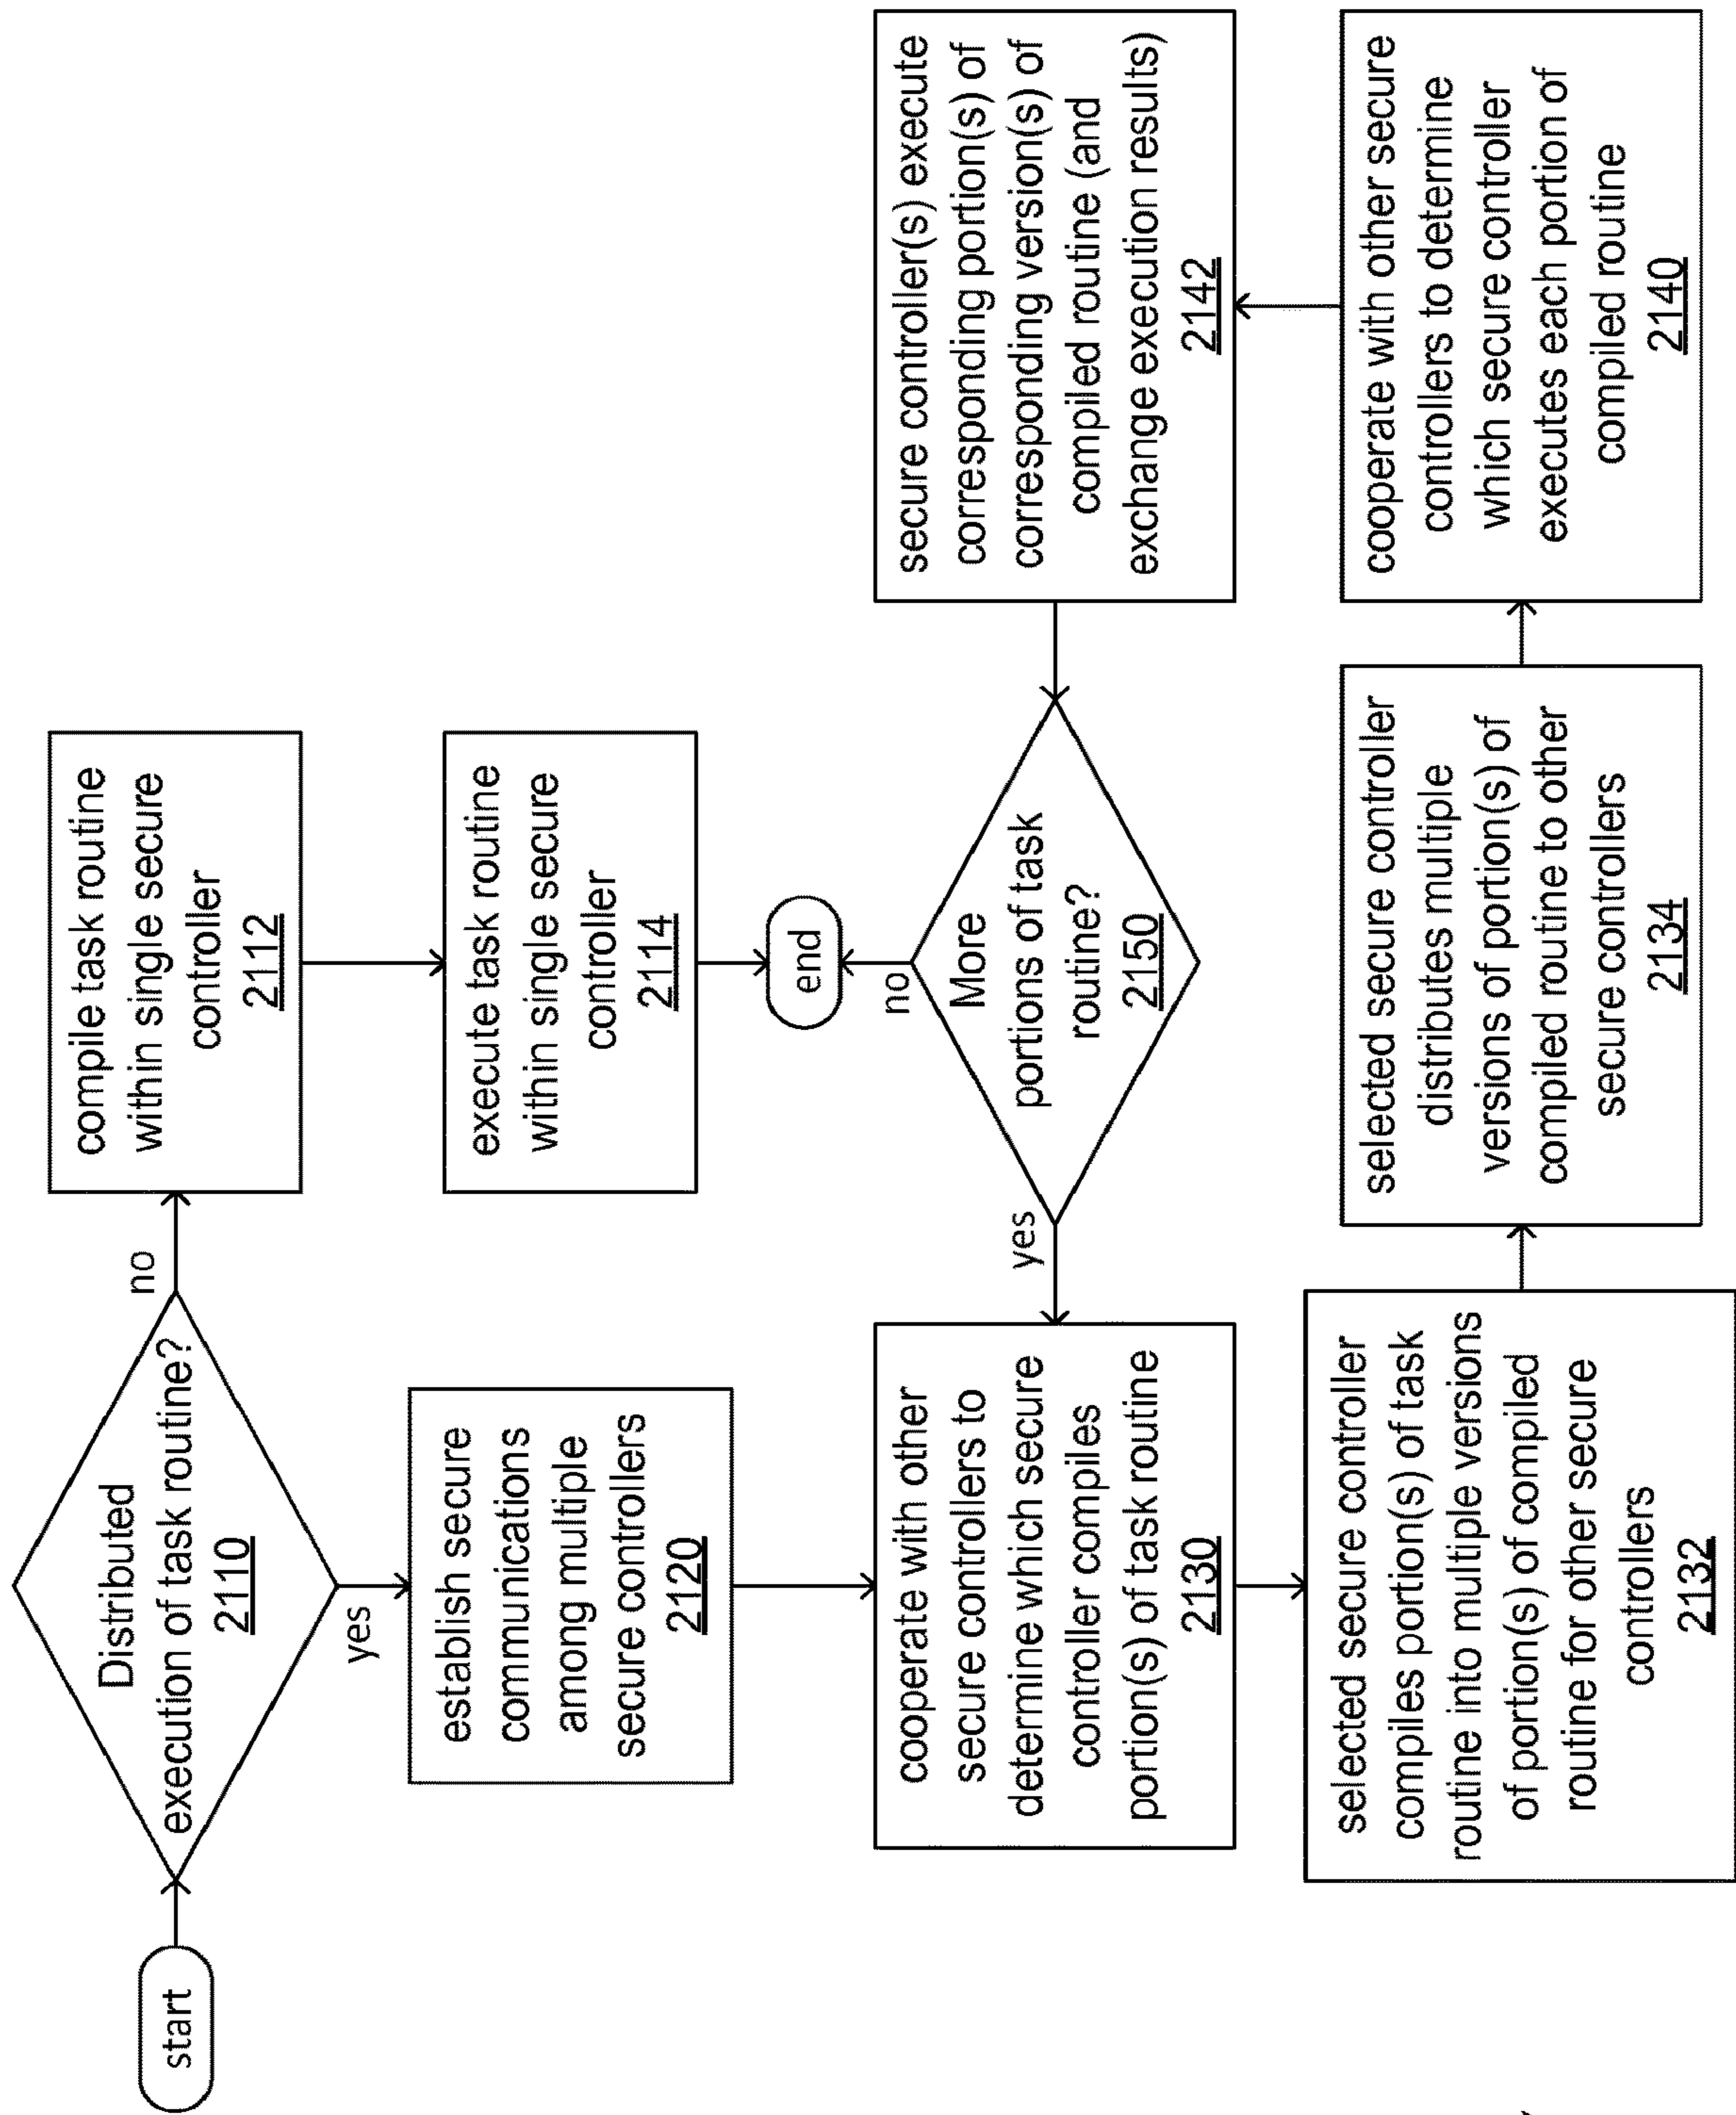 start
Distributed
execution of task routine?
2110
no
yes
compile task routine
within single secure
controller
2112
execute task routine
within single secure
controller
2114
end
establish secure
communications
among multiple
secure controllers
2120
cooperate with other
secure controllers to
determine which secure
controller compiles
portion(s) of task routine
2130
selected secure controller
compiles portion(s) of task
routine into multiple versions
of portion(s) of compiled
routine for other secure
controllers
2132
selected secure controller
distributes multiple
versions of portion(s) of
compiled routine to other
secure controllers
2134
cooperate with other secure
controllers to determine
which secure controller
executes each portion of
compiled routine
2140
secure controller(s) execute
corresponding portion(s) of
corresponding version(s) of
compiled routine (and
exchange execution results)
2142
More
portions of task
routine?
2150
no
yes